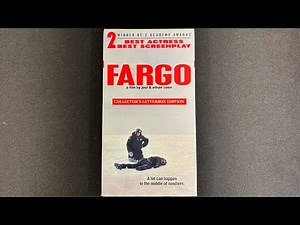 2 WINNER OF 2 ACADEMY AWARDS
BEST ACTRESS
BEST SCREENPLAY
FARGO
a film by joel & ethan coen
COLLECTOR'S LETTERBOX EDITION
A lot can happen
in the middle of nowhere.